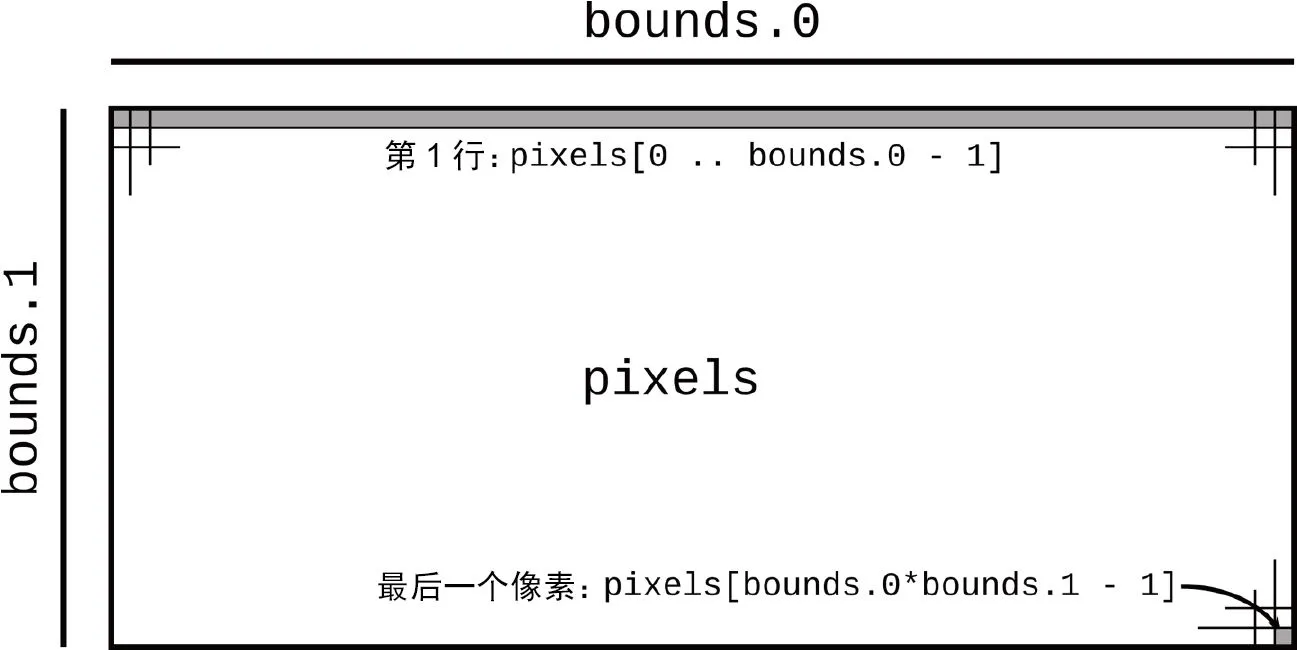 bounds.0
第 1 行：pixels[0 .. bounds.0 - 1]
bounds.1
pixels
最后一个像素：pixels[bounds.0*bounds.1 - 1]